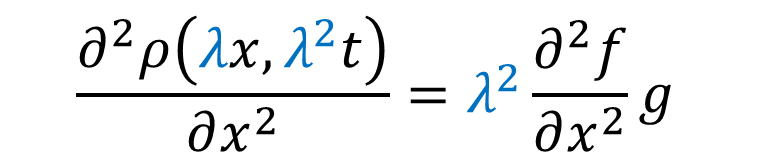 ∂²ρ(λx, λ²t) / ∂x² = λ² ∂²f / ∂x² g